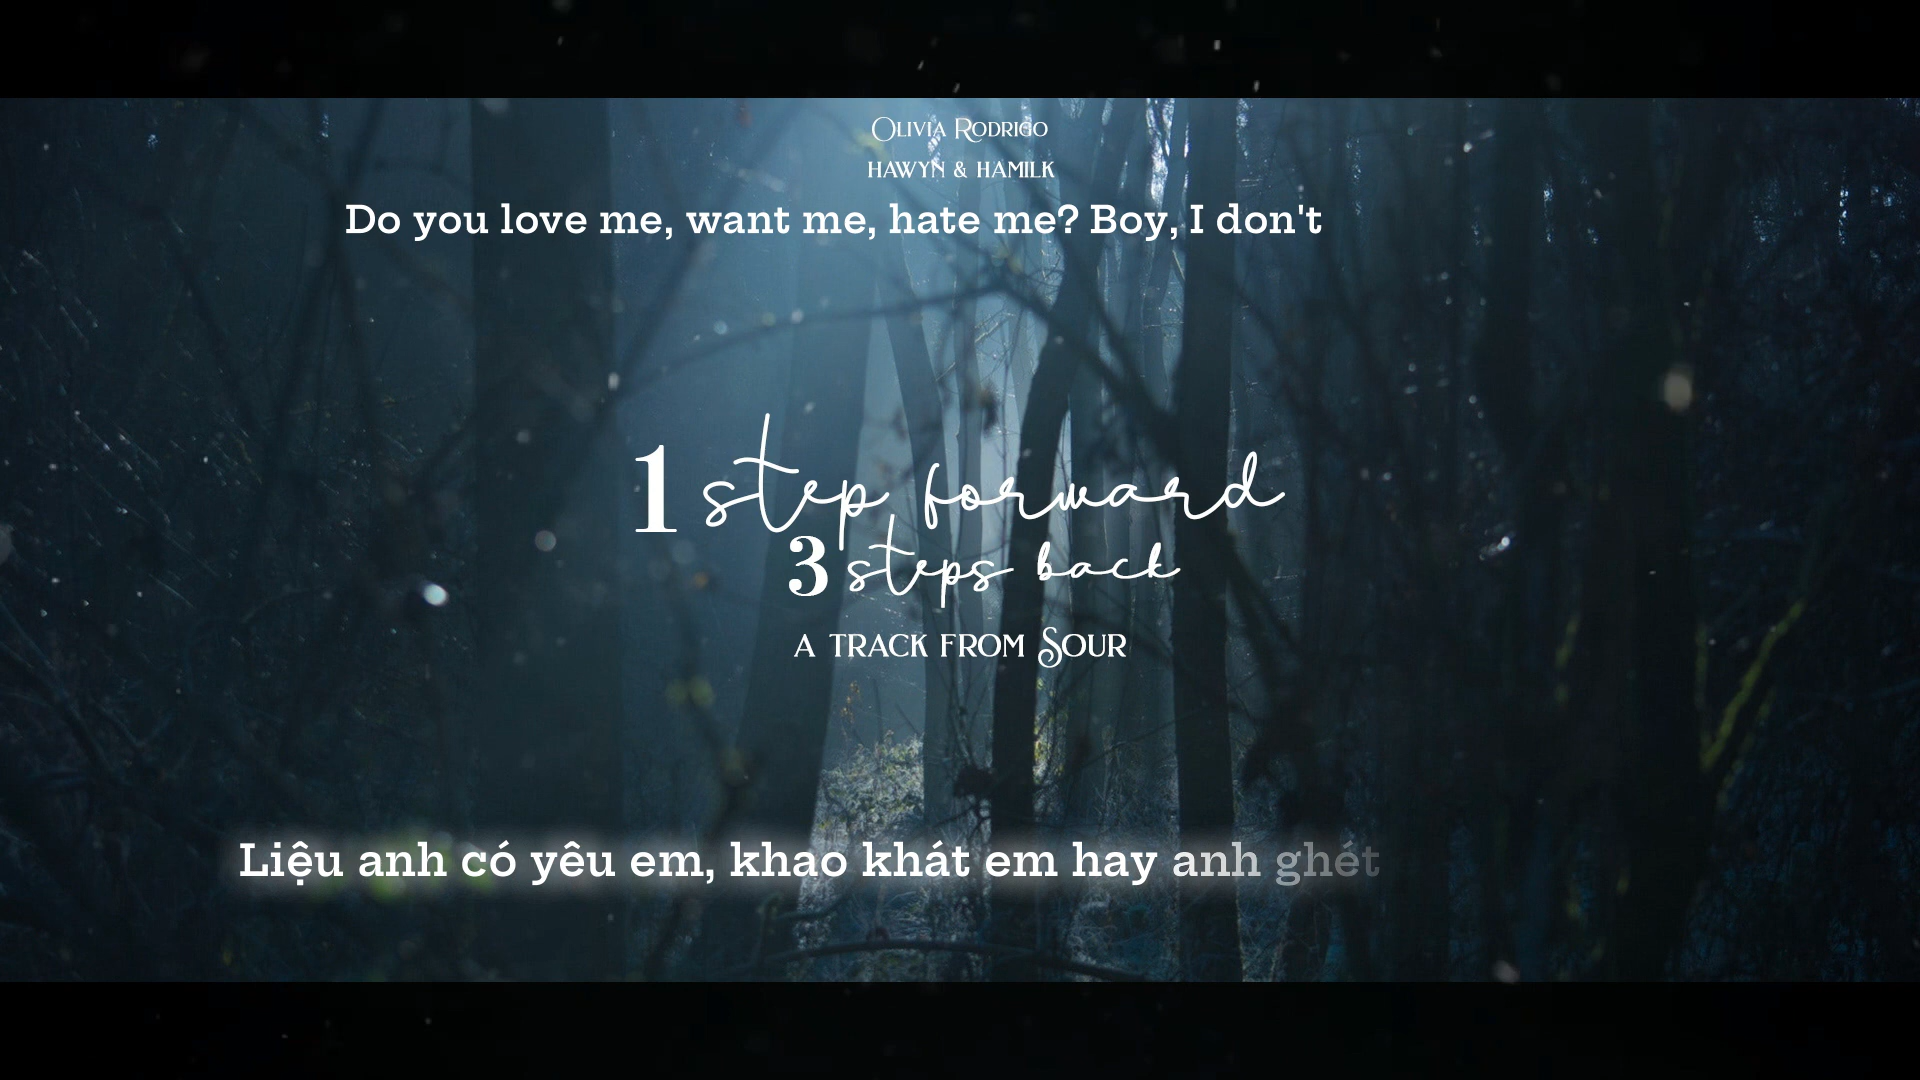 Olivia Rodrigo
HAWYN & HAMILK
Do you love me, want me, hate me? Boy, I don't
1 step forward
3 steps back
A TRACK FROM SOUR
Liệu anh có yêu em, khao khát em hay anh ghét